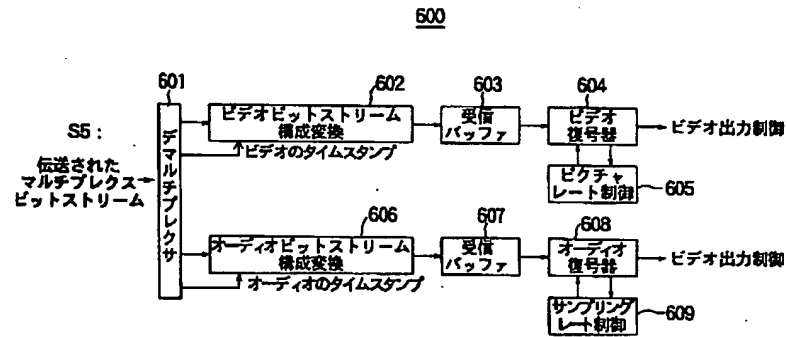 600
601
602
603
604
S5:
伝送された
マルチプレクス
ビットストリーム
デマルチプレクサ
ビデオビットストリーム
構成変換
ビデオのタイムスタンプ
受信
バッファ
ビデオ
復号器
ビデオ出力制御
ピクチャ
レート制御
605
606
607
608
オーディオビットストリーム
構成変換
オーディオのタイムスタンプ
受信
バッファ
オーディオ
復号器
ビデオ出力制御
サンプリング
レート制御
609